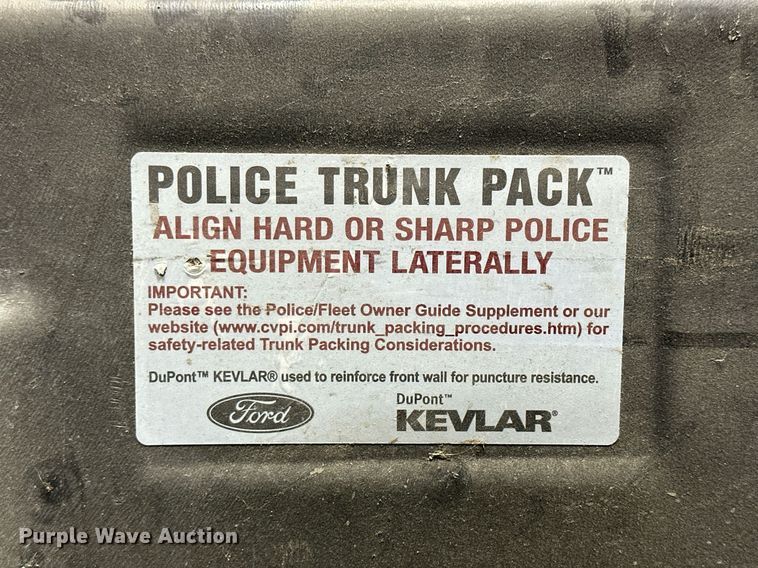 POLICE TRUNK PACK™
ALIGN HARD OR SHARP POLICE
EQUIPMENT LATERALLY
IMPORTANT:
Please see the Police/Fleet Owner Guide Supplement or our
website (www.cvpi.com/trunk_packing_procedures.htm) for
safety-related Trunk Packing Considerations.
DuPont™ KEVLAR® used to reinforce front wall for puncture resistance.
Ford
DuPont™
KEVLAR®
Purple Wave Auction